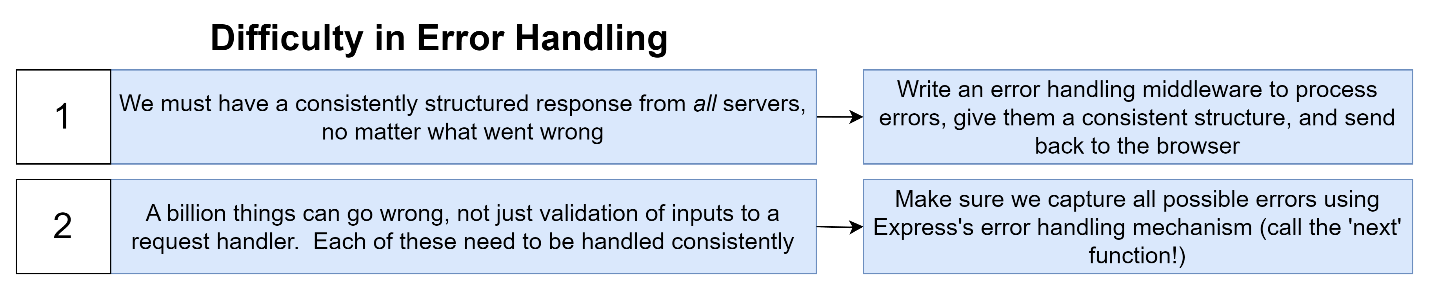 Difficulty in Error Handling
1
We must have a consistently structured response from all servers,
no matter what went wrong
Write an error handling middleware to process
errors, give them a consistent structure, and send
back to the browser
2
A billion things can go wrong, not just validation of inputs to a
request handler.  Each of these need to be handled consistently
Make sure we capture all possible errors using
Express's error handling mechanism (call the 'next'
function!)